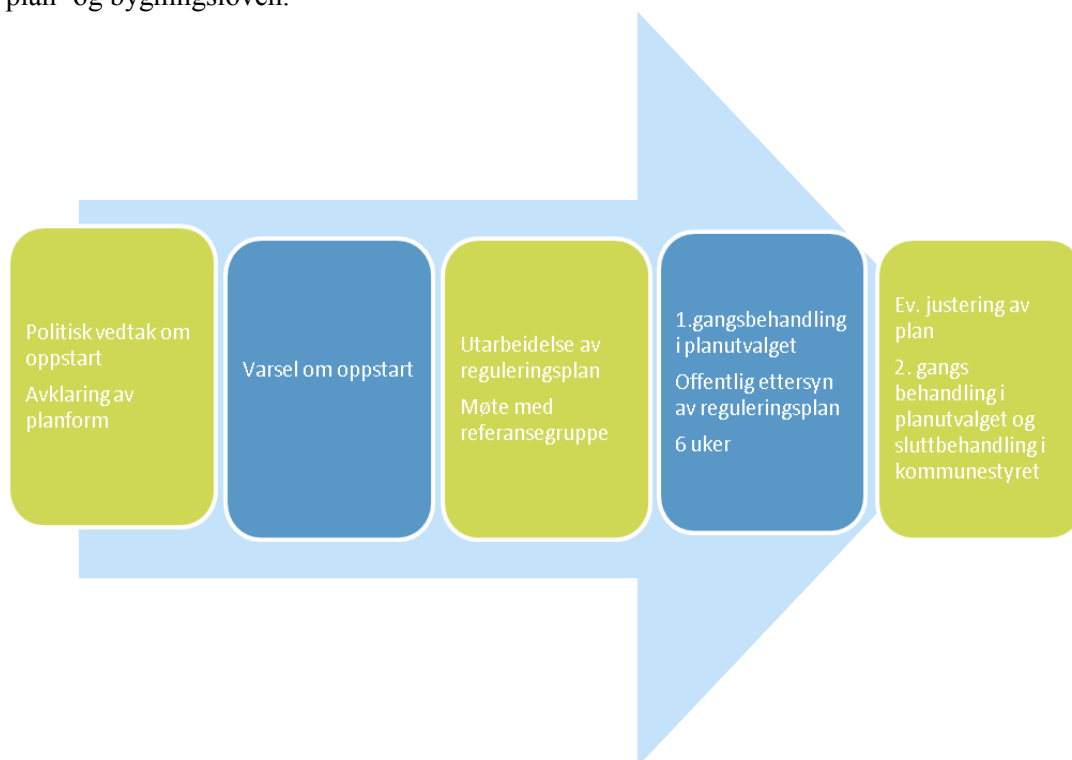 plan- og bygningsloven.
Politisk vedtak om
oppstart
Avklaring av
planform
Varsel om oppstart
Utarbeidelse av
reguleringsplan
Møte med
referansegruppe
1.gangsbehandling
i planutvalget
Offentlig ettersyn
av reguleringsplan
6 uker
Ev. justering av
plan
2. gangs
behandling i
planutvalget og
sluttbehandling i
kommunestyret